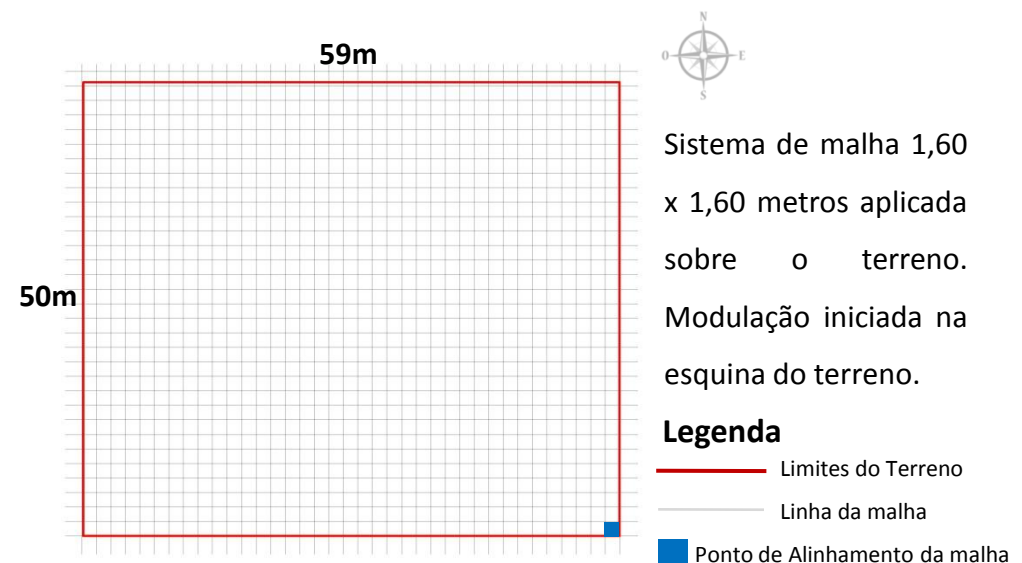 59m
50m
N
O
E
S
Sistema de malha 1,60
x 1,60 metros aplicada
sobre o terreno.
Modulação iniciada na
esquina do terreno.
Legenda
Limites do Terreno
Linha da malha
Ponto de Alinhamento da malha